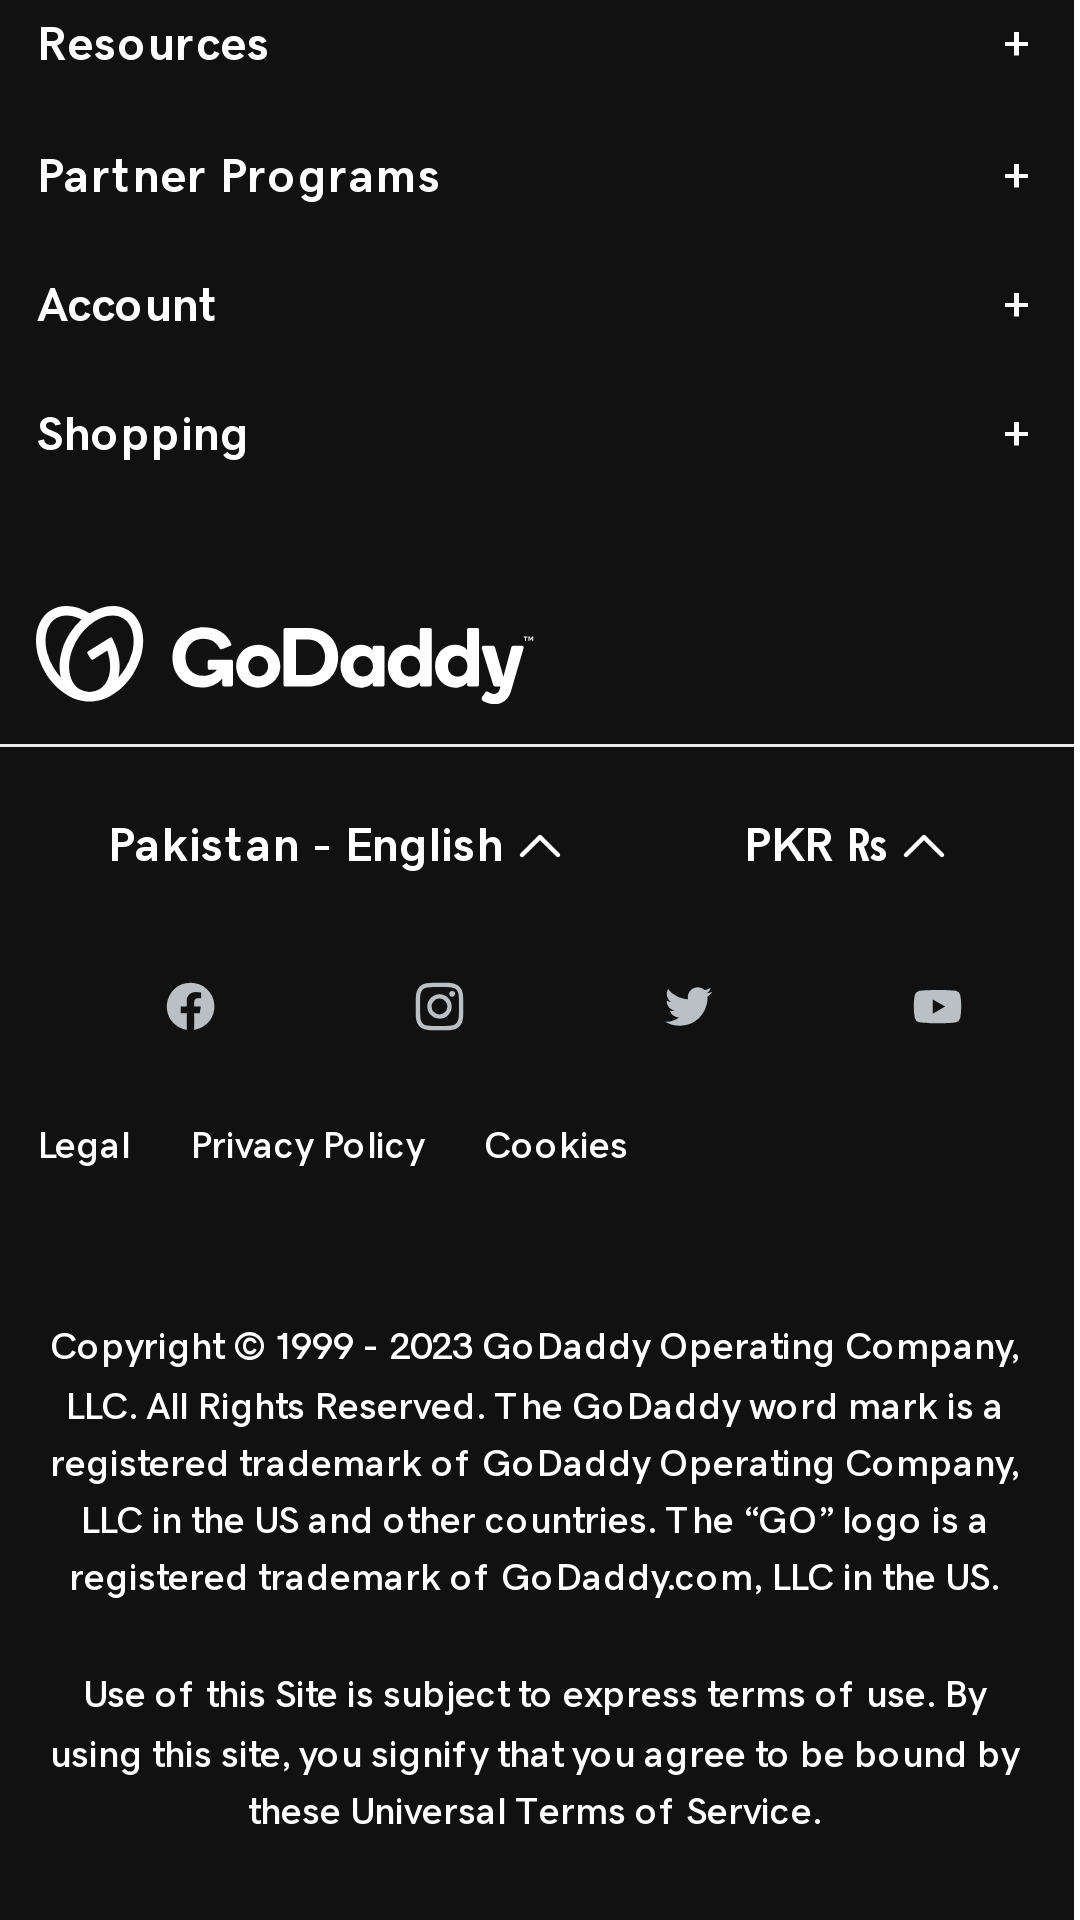 Resources +
Partner Programs +
Account +
Shopping +
GoDaddy™
Pakistan - English PKR ₨
Legal Privacy Policy Cookies
Copyright © 1999 - 2023 GoDaddy Operating Company,
LLC. All Rights Reserved. The GoDaddy word mark is a
registered trademark of GoDaddy Operating Company,
LLC in the US and other countries. The “GO” logo is a
registered trademark of GoDaddy.com, LLC in the US.
Use of this Site is subject to express terms of use. By
using this site, you signify that you agree to be bound by
these Universal Terms of Service.